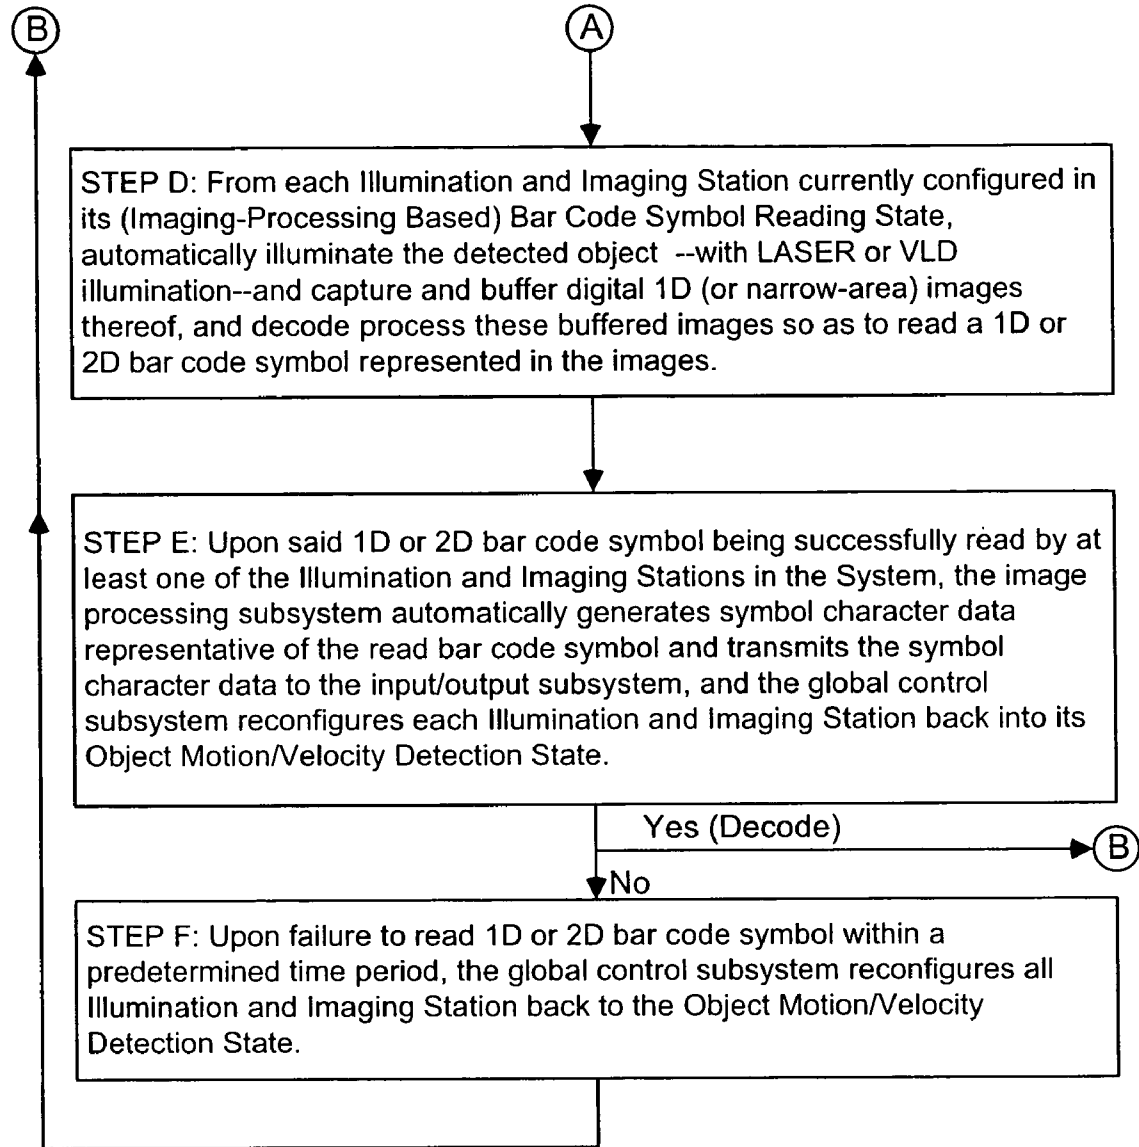 B
A
STEP D: From each Illumination and Imaging Station currently configured in
its (Imaging-Processing Based) Bar Code Symbol Reading State,
automatically illuminate the detected object --with LASER or VLD
illumination--and capture and buffer digital 1D (or narrow-area) images
thereof, and decode process these buffered images so as to read a 1D or
2D bar code symbol represented in the images.
STEP E: Upon said 1D or 2D bar code symbol being successfully read by at
least one of the Illumination and Imaging Stations in the System, the image
processing subsystem automatically generates symbol character data
representative of the read bar code symbol and transmits the symbol
character data to the input/output subsystem, and the global control
subsystem reconfigures each Illumination and Imaging Station back into its
Object Motion/Velocity Detection State.
Yes (Decode)
B
No
STEP F: Upon failure to read 1D or 2D bar code symbol within a
predetermined time period, the global control subsystem reconfigures all
Illumination and Imaging Station back to the Object Motion/Velocity
Detection State.